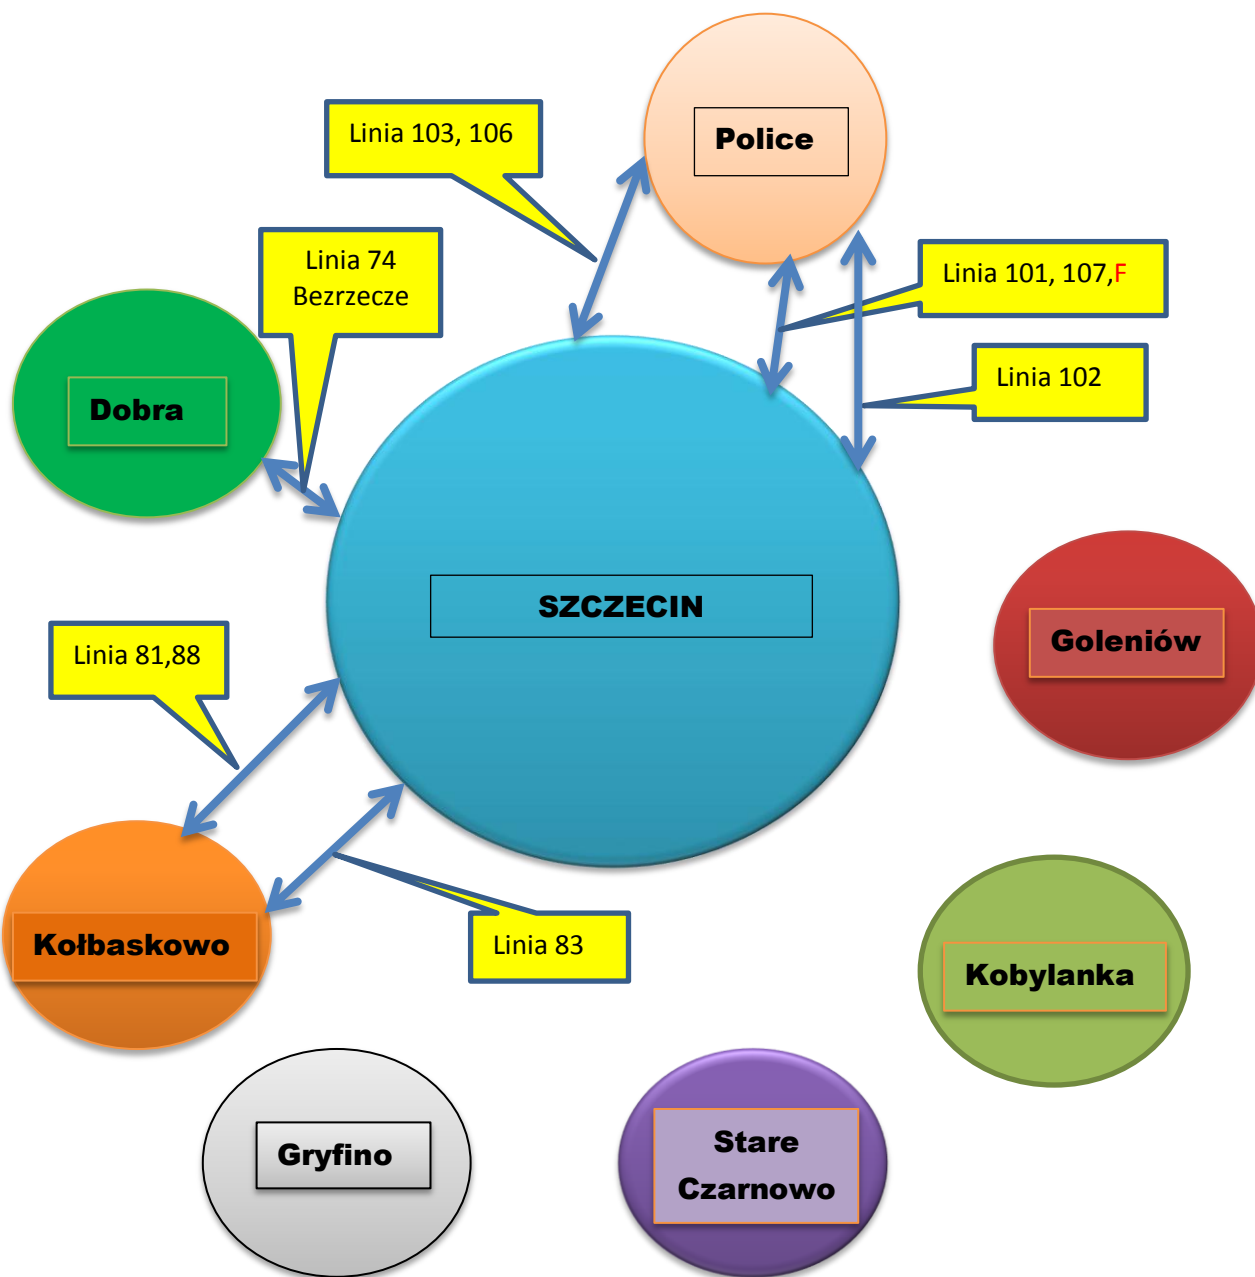 Police
Linia 103, 106
Linia 74
Bezrzecze
Linia 101, 107,F
Linia 102
Dobra
SZCZECIN
Goleniów
Linia 81,88
Kołbaskowo
Linia 83
Kobylanka
Gryfino
Stare
Czarnowo